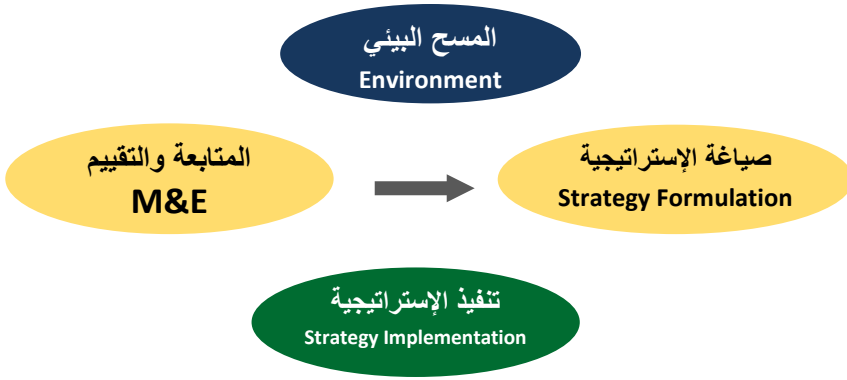 المسح البيئي
Environment
المتابعة والتقييم
M&E
صياغة الإستراتيجية
Strategy Formulation
تنفيذ الإستراتيجية
Strategy Implementation